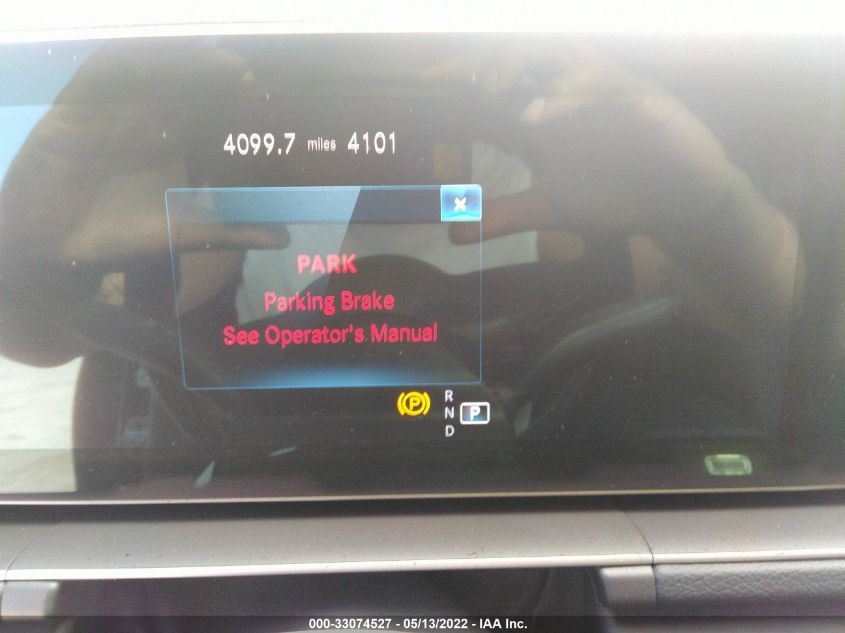 4099.7 miles 4101
PARK
Parking Brake
See Operator's Manual
P R
N P
D
000-33074527 - 05/13/2022 - IAA Inc.